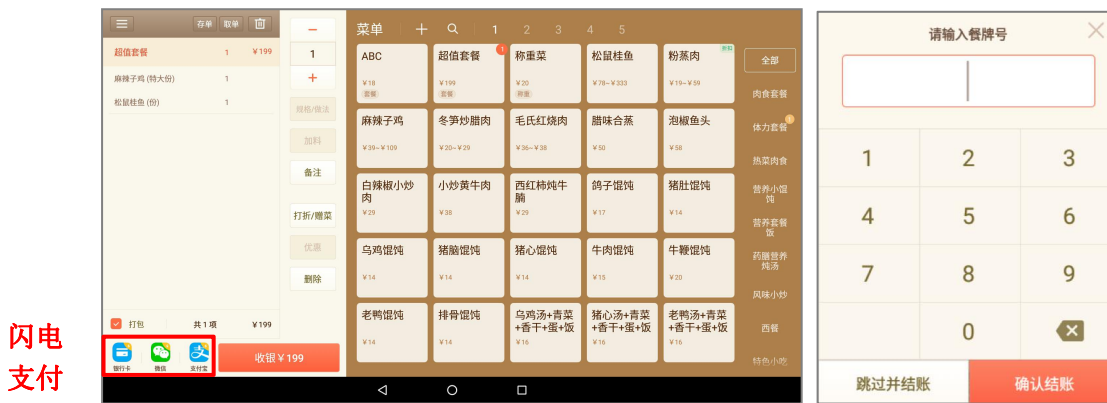 存单 取单
超值套餐 1 ¥199
麻辣子鸡 (特大份) 1
松鼠桂鱼 (份) 1
打包 共1项 ¥199
银行卡 微信 支付宝
收银¥199
闪电
支付
1
规格/做法
加料
备注
打折/赠菜
优惠
删除
菜单 1 2 3 4 5
ABC
¥18
套餐
超值套餐
1
¥199
套餐
称重菜
¥20
称重
松鼠桂鱼
¥78~¥333
粉蒸肉
¥19~¥59
麻辣子鸡
¥39~¥109
冬笋炒腊肉
¥20~¥29
毛氏红烧肉
¥36~¥38
腊味合蒸
¥50
泡椒鱼头
¥58
白辣椒小炒
肉
¥29
小炒黄牛肉
¥38
西红柿炖牛
腩
¥29
鸽子馄饨
¥17
猪肚馄饨
¥14
乌鸡馄饨
¥14
猪脑馄饨
¥14
猪心馄饨
¥14
牛肉馄饨
¥15
牛鞭馄饨
¥20
老鸭馄饨
¥14
排骨馄饨
¥14
乌鸡汤+青菜
+香干+蛋+饭
¥16
猪心汤+青菜
+香干+蛋+饭
¥16
老鸭汤+青菜
+香干+蛋+饭
¥16
全部
肉食套餐
体力套餐
1
热菜肉食
营养小馄
饨
营养套餐
饭
药膳营养
炖汤
风味小炒
西餐
特色小吃
请输入餐牌号
1 2 3
4 5 6
7 8 9
0
跳过并结账 确认结账